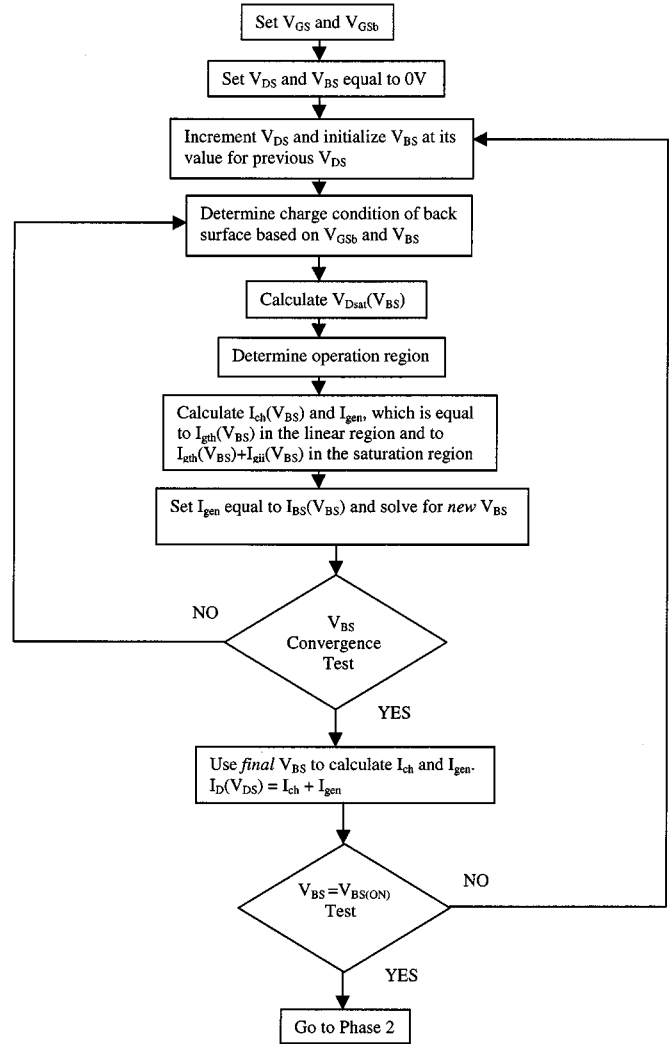 Set V_GS and V_GSb
Set V_DS and V_BS equal to 0V
Increment V_DS and initialize V_BS at its
value for previous V_DS
Determine charge condition of back
surface based on V_GSb and V_BS
Calculate V_Dsat(V_BS)
Determine operation region
Calculate I_ch(V_BS) and I_gen, which is equal
to I_gth(V_BS) in the linear region and to
I_gth(V_BS)+I_gii(V_BS) in the saturation region
Set I_gen equal to I_BS(V_BS) and solve for new V_BS
NO
V_BS
Convergence
Test
YES
Use final V_BS to calculate I_ch and I_gen.
I_D(V_DS) = I_ch + I_gen
V_BS=V_BS(ON)
Test
NO
YES
Go to Phase 2